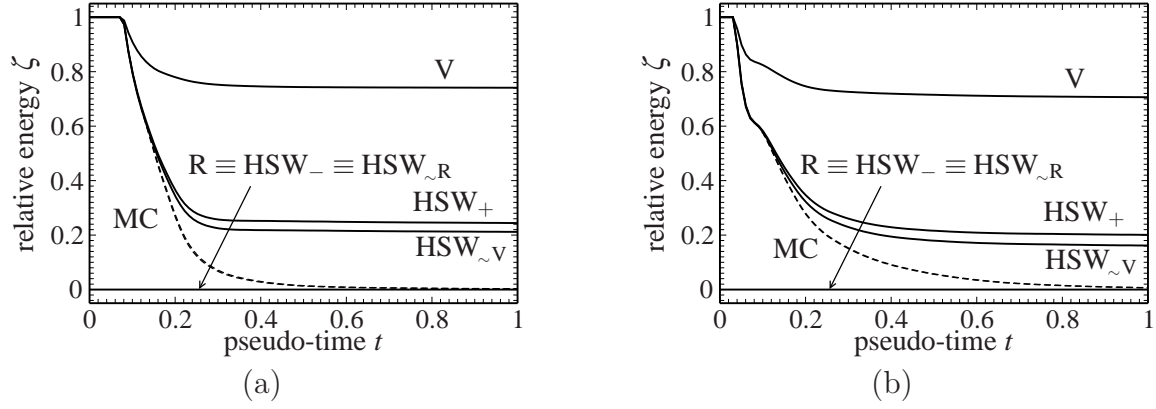 relative energy ζ
1
0.8
0.6
0.4
0.2
0
V
R ≡ HSW₋ ≡ HSW∼R
MC
HSW₊
HSW∼V
0 0.2 0.4 0.6 0.8 1
pseudo-time t
(a)
relative energy ζ
1
0.8
0.6
0.4
0.2
0
V
R ≡ HSW₋ ≡ HSW∼R
MC
HSW₊
HSW∼V
0 0.2 0.4 0.6 0.8 1
pseudo-time t
(b)